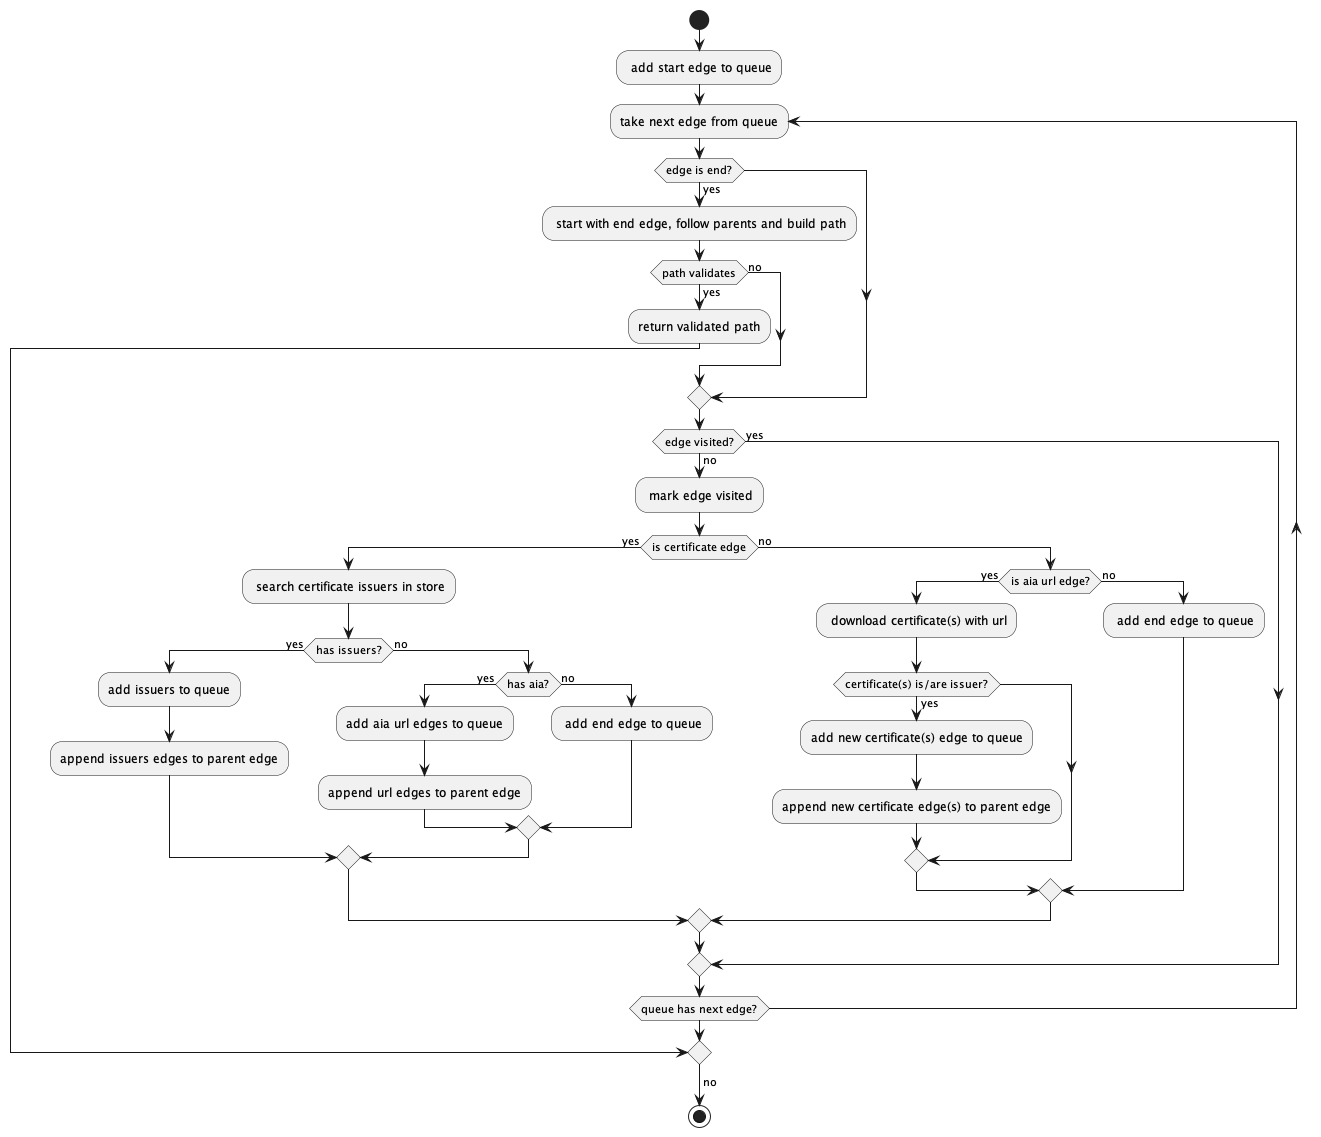 add start edge to queue
take next edge from queue
edge is end?
yes
start with end edge, follow parents and build path
path validates
no
yes
return validated path
edge visited?
yes
no
mark edge visited
yes
is certificate edge
no
search certificate issuers in store
yes
is aia url edge?
no
download certificate(s) with url
add end edge to queue
yes
has issuers?
no
add issuers to queue
yes
has aia?
no
certificate(s) is/are issuer?
yes
add aia url edges to queue
add end edge to queue
add new certificate(s) edge to queue
append issuers edges to parent edge
append url edges to parent edge
append new certificate edge(s) to parent edge
queue has next edge?
no